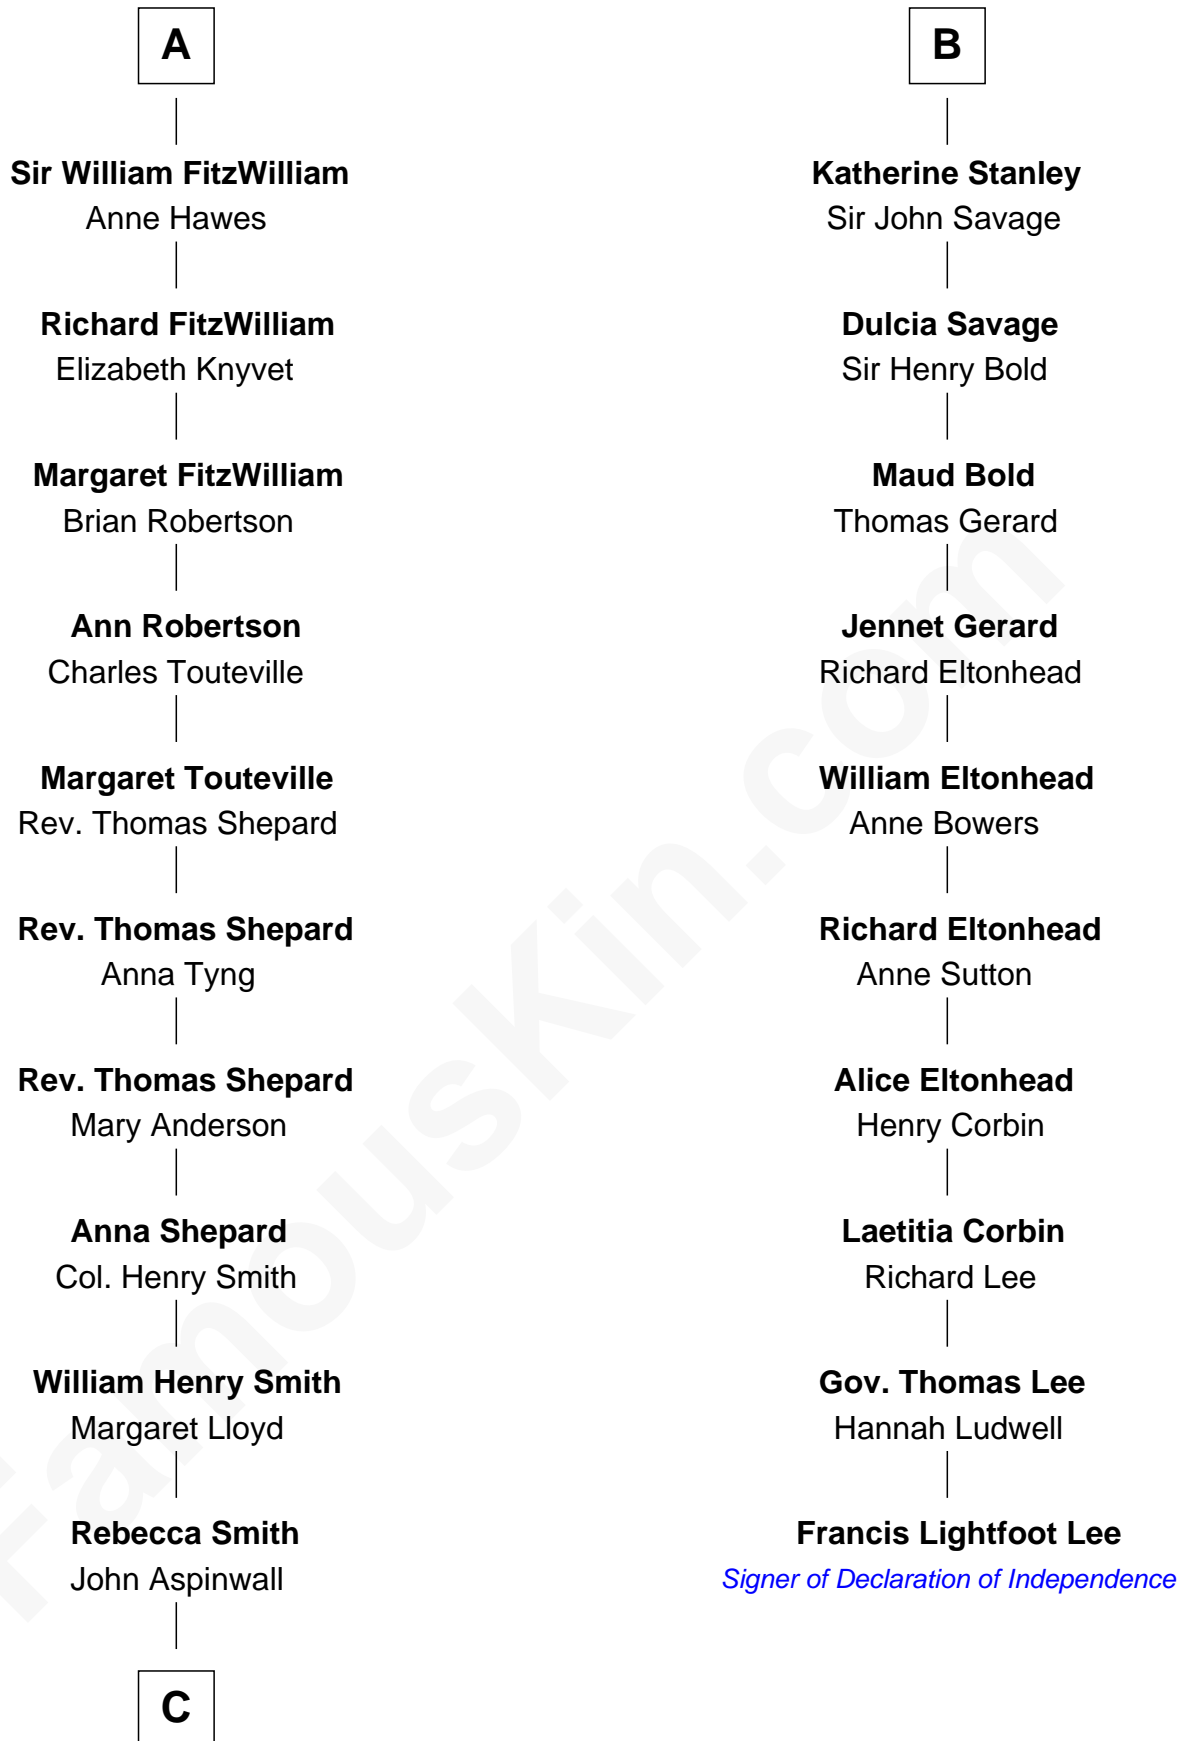 A
Sir William FitzWilliam
Anne Hawes
Richard FitzWilliam
Elizabeth Knyvet
Margaret FitzWilliam
Brian Robertson
Ann Robertson
Charles Touteville
Margaret Touteville
Rev. Thomas Shepard
Rev. Thomas Shepard
Anna Tyng
Rev. Thomas Shepard
Mary Anderson
Anna Shepard
Col. Henry Smith
William Henry Smith
Margaret Lloyd
Rebecca Smith
John Aspinwall
C
B
Katherine Stanley
Sir John Savage
Dulcia Savage
Sir Henry Bold
Maud Bold
Thomas Gerard
Jennet Gerard
Richard Eltonhead
William Eltonhead
Anne Bowers
Richard Eltonhead
Anne Sutton
Alice Eltonhead
Henry Corbin
Laetitia Corbin
Richard Lee
Gov. Thomas Lee
Hannah Ludwell
Francis Lightfoot Lee
Signer of Declaration of Independence
FamousKin.com